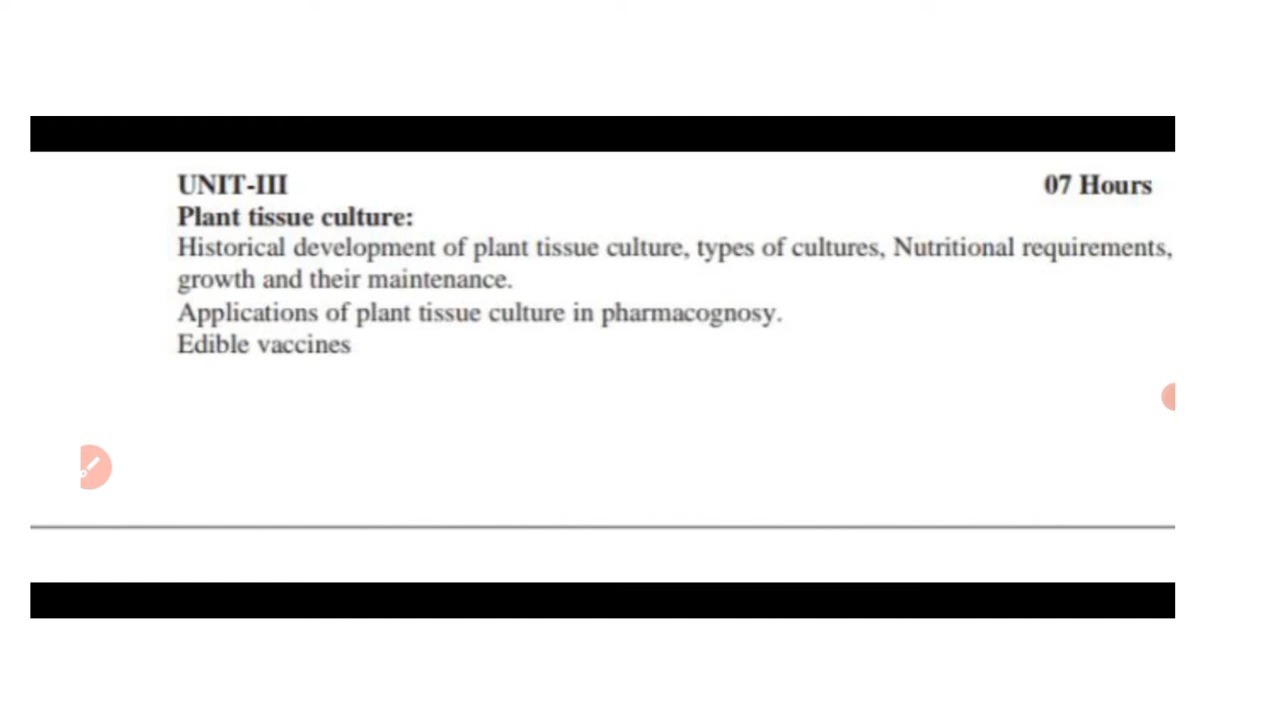 UNIT-III 07 Hours
Plant tissue culture:
Historical development of plant tissue culture, types of cultures, Nutritional requirements,
growth and their maintenance.
Applications of plant tissue culture in pharmacognosy.
Edible vaccines